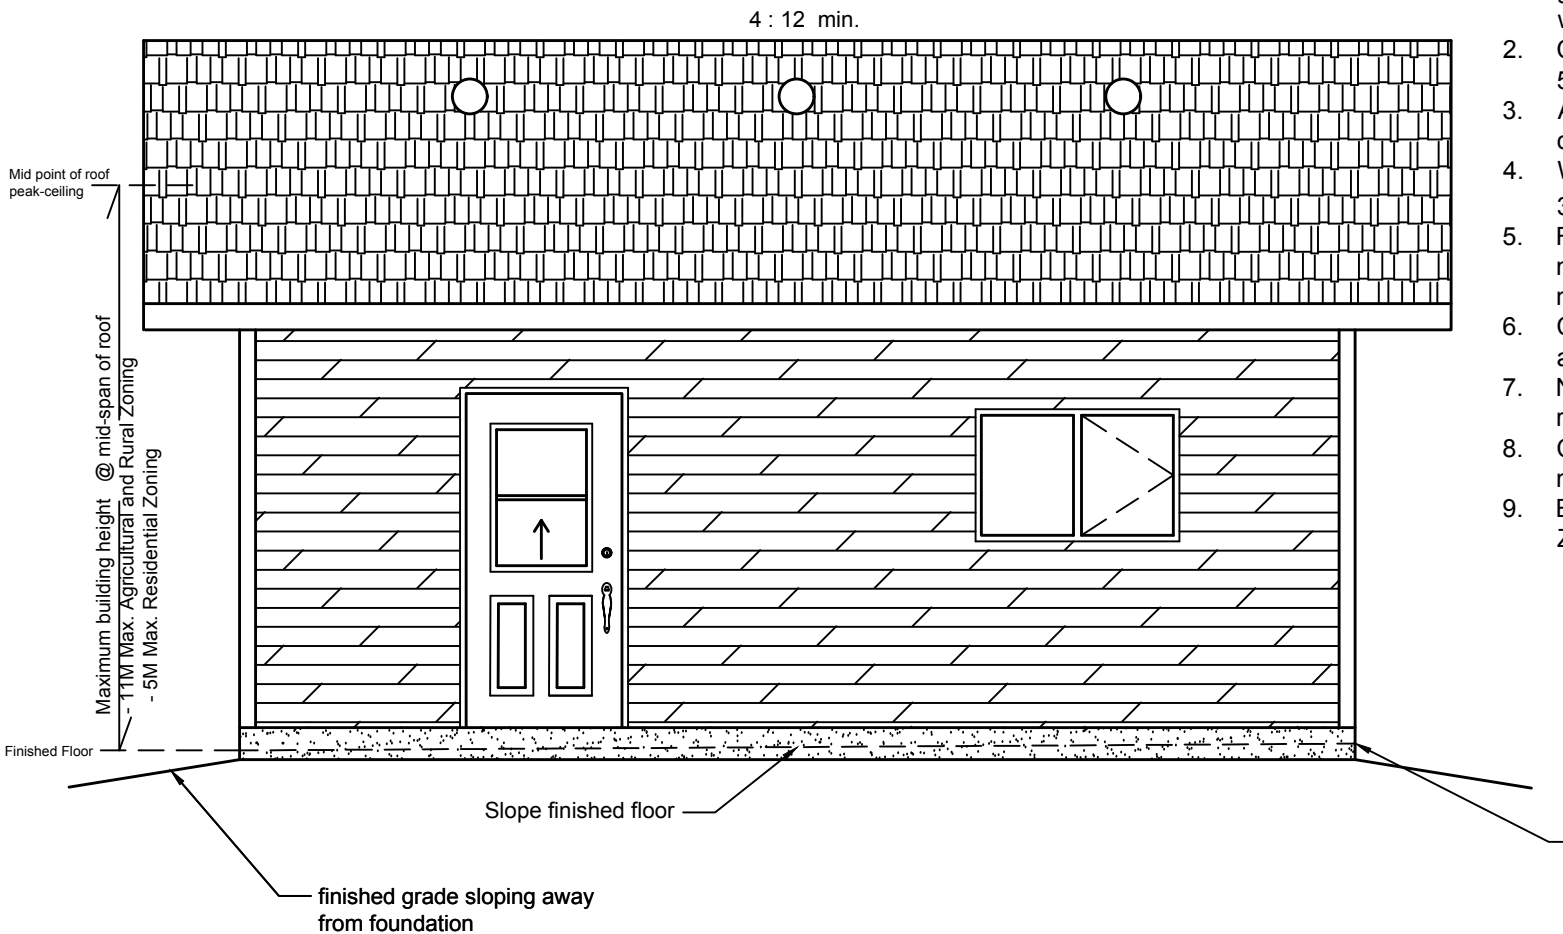 4 : 12 min.
Mid point of roof
peak-ceiling
Maximum building height @ mid-span of roof
- 11M Max. Agricultural and Rural Zoning
- 5M Max. Residential Zoning
Finished Floor
Slope finished floor
finished grade sloping away
from foundation
2.
3.
4.
5.
6.
7.
8.
9.